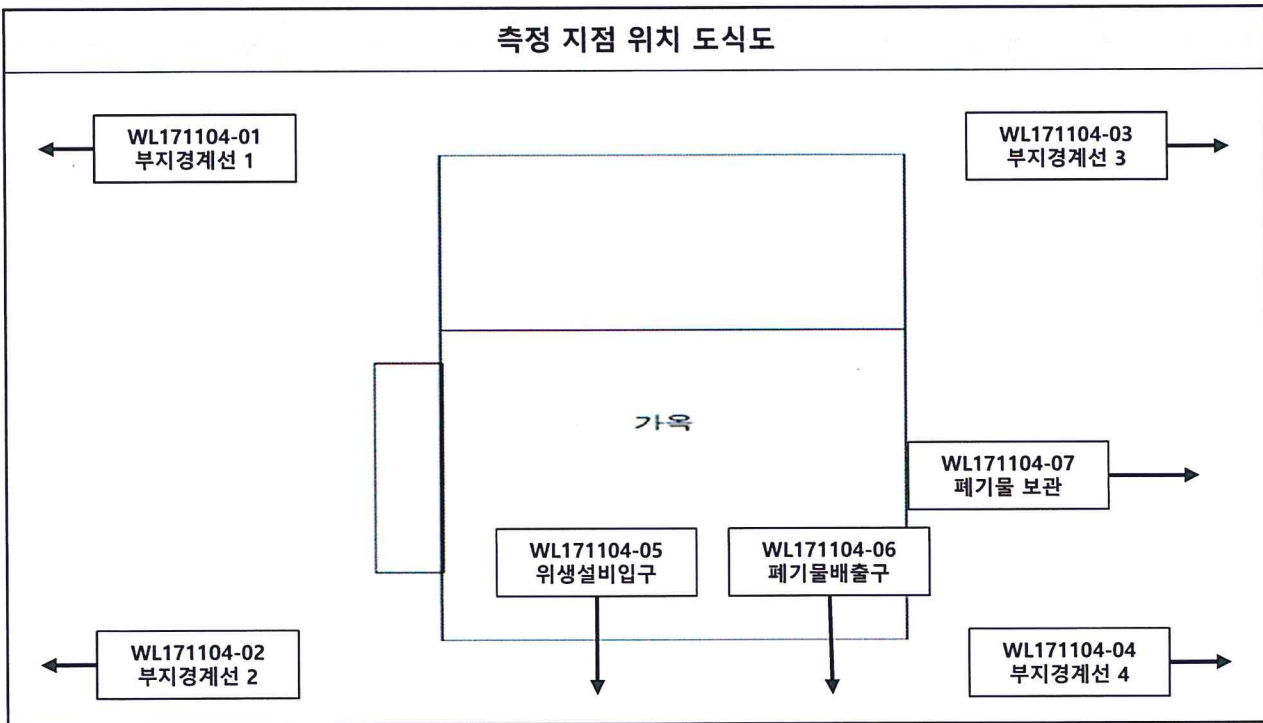 측정 지점 위치 도식도
WL171104-01
부지경계선 1
WL171104-03
부지경계선 3
가옥
WL171104-07
폐기물 보관
WL171104-05
위생설비입구
WL171104-06
폐기물배출구
WL171104-02
부지경계선 2
WL171104-04
부지경계선 4